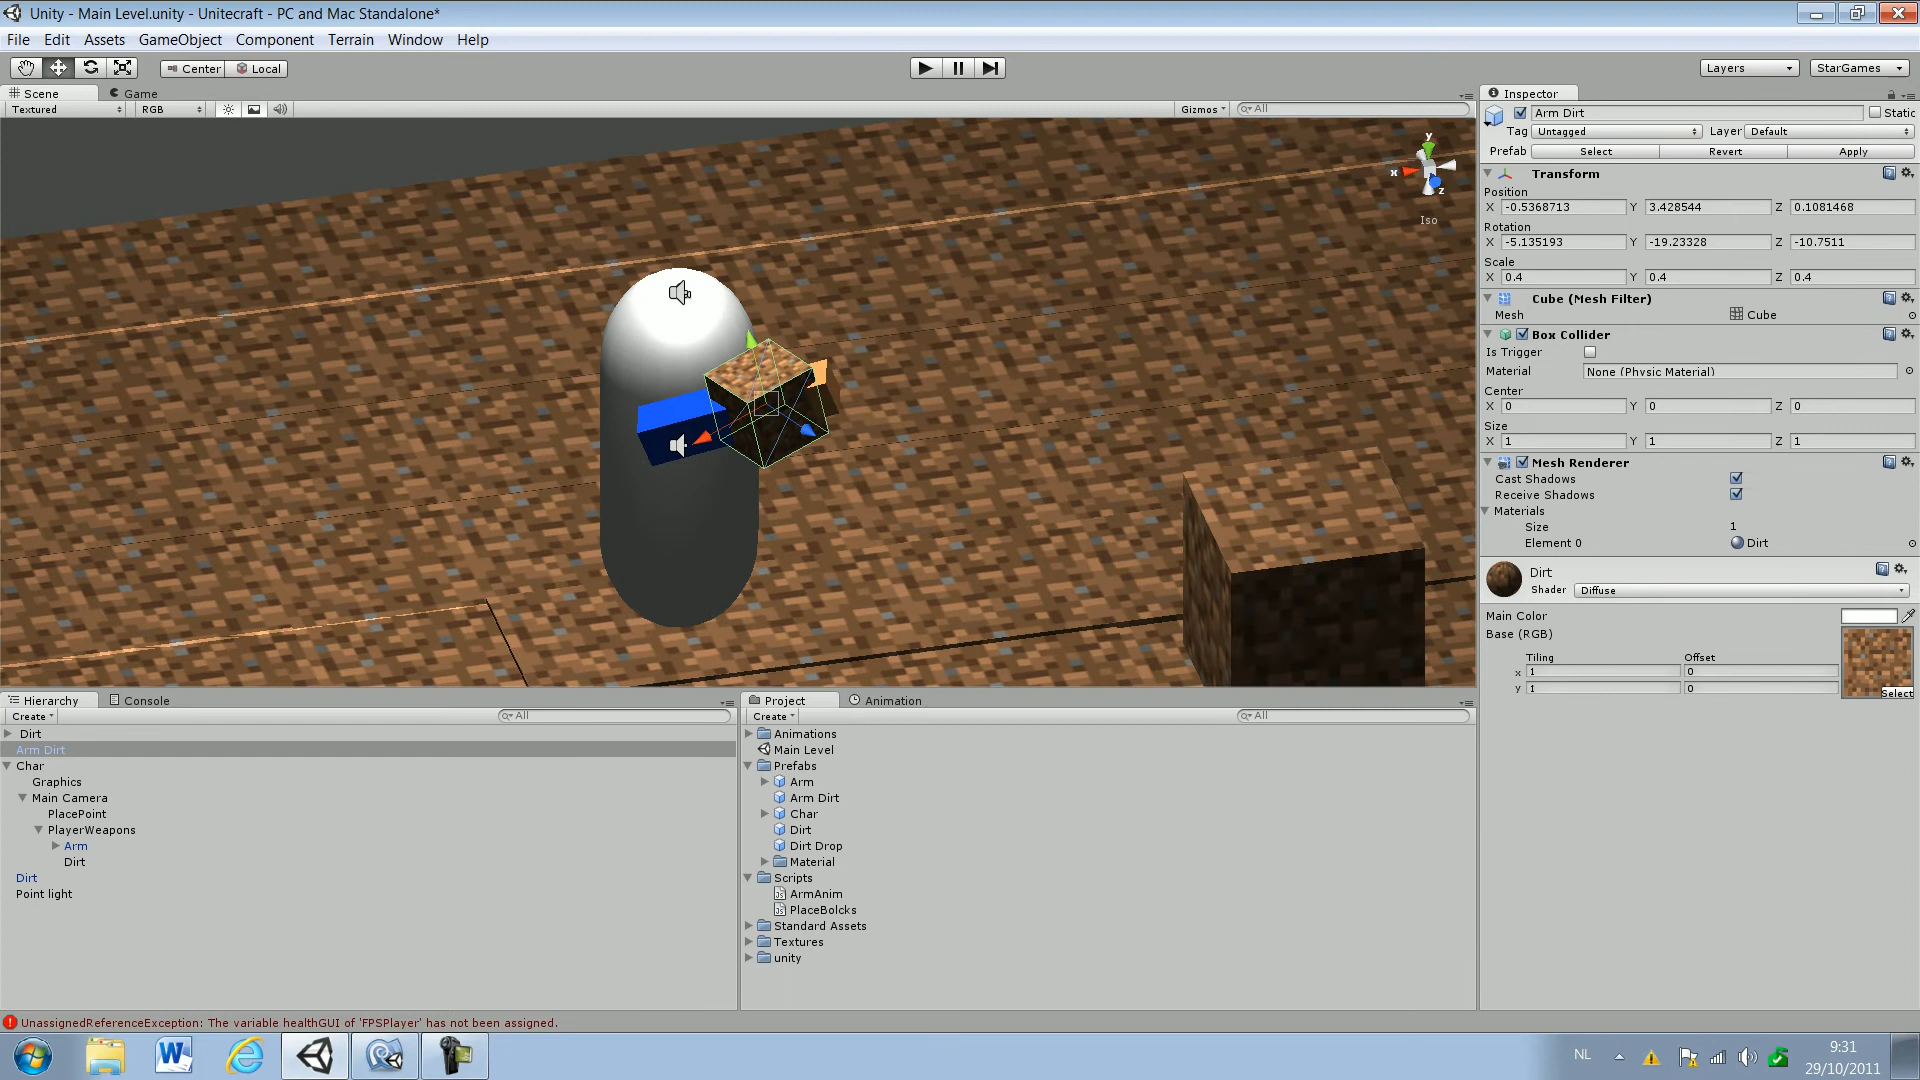 Unity - Main Level.unity - Unitecraft - PC and Mac Standalone*
File Edit Assets GameObject Component Terrain Window Help
Center Local Layers StarGames
Scene Game
Textured RGB Gizmos All
y
x
z
Iso
Inspector
Arm Dirt Static
Tag Untagged Layer Default
Prefab Select Revert Apply
Transform
Position
X -0.5368713 Y 3.428544 Z 0.1081468
Rotation
X -5.135193 Y -19.23328 Z -10.7511
Scale
X 0.4 Y 0.4 Z 0.4
Cube (Mesh Filter)
Mesh Cube
Box Collider
Is Trigger
Material None (Physic Material)
Center
X 0 Y 0 Z 0
Size
X 1 Y 1 Z 1
Mesh Renderer
Cast Shadows
Receive Shadows
Materials
Size 1
Element 0 Dirt
Dirt
Shader Diffuse
Main Color
Base (RGB)
Tiling Offset
x 1 0
y 1 0
Select
Hierarchy Console
Create All
Dirt
Arm Dirt
Char
Graphics
Main Camera
PlacePoint
PlayerWeapons
Arm
Dirt
Dirt
Point light
Project Animation
Create All
Animations
Main Level
Prefabs
Arm
Arm Dirt
Char
Dirt
Dirt Drop
Material
Scripts
ArmAnim
PlaceBolcks
Standard Assets
Textures
unity
UnassignedReferenceException: The variable healthGUI of 'FPSPlayer' has not been assigned.
NL
9:31
29/10/2011